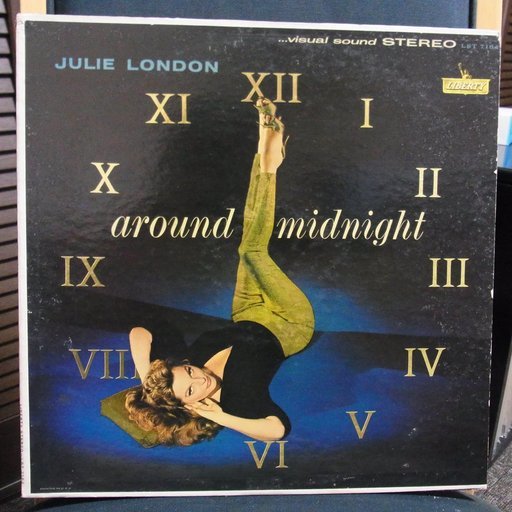 ...visual sound STEREO
LST 7164
JULIE LONDON
LIBERTY
XII
XI
I
X
II
around midnight
IX
III
VIII
IV
V
VI